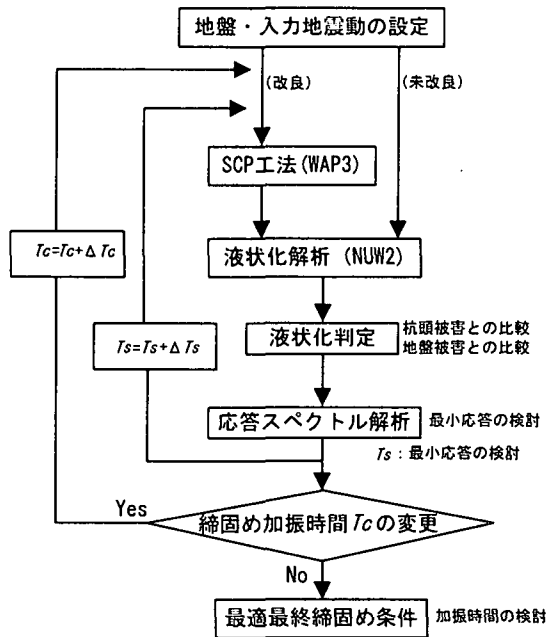 地盤・入力地震動の設定
(改良)
(未改良)
SCP工法(WAP3)
Tc=Tc+ΔTc
液状化解析(NUW2)
Ts=Ts+ΔTs
液状化判定
杭頭被害との比較
地盤被害との比較
応答スペクトル解析
最小応答の検討
Ts:最小応答の検討
Yes
締固め加振時間Tcの変更
No
最適最終締固め条件
加振時間の検討